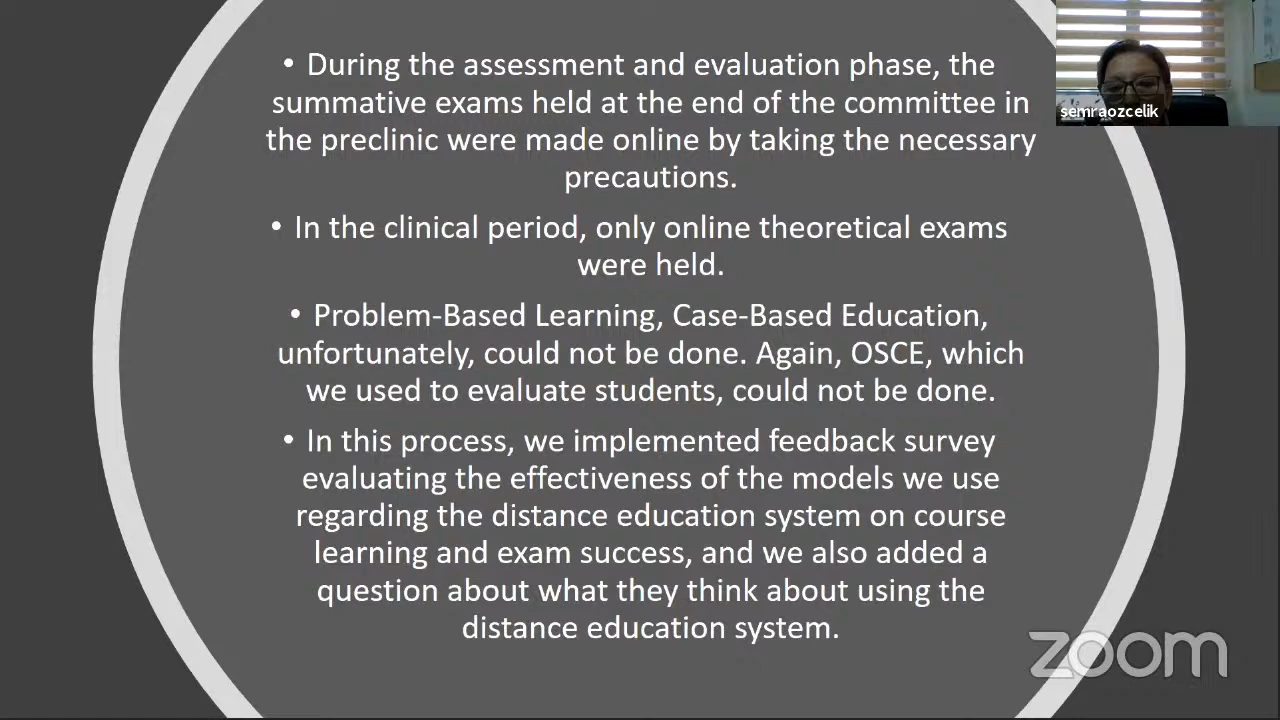 • During the assessment and evaluation phase, the
summative exams held at the end of the committee in
the preclinic were made online by taking the necessary
precautions.
• In the clinical period, only online theoretical exams
were held.
• Problem-Based Learning, Case-Based Education,
unfortunately, could not be done. Again, OSCE, which
we used to evaluate students, could not be done.
• In this process, we implemented feedback survey
evaluating the effectiveness of the models we use
regarding the distance education system on course
learning and exam success, and we also added a
question about what they think about using the
distance education system.
semraozcelik
zoom